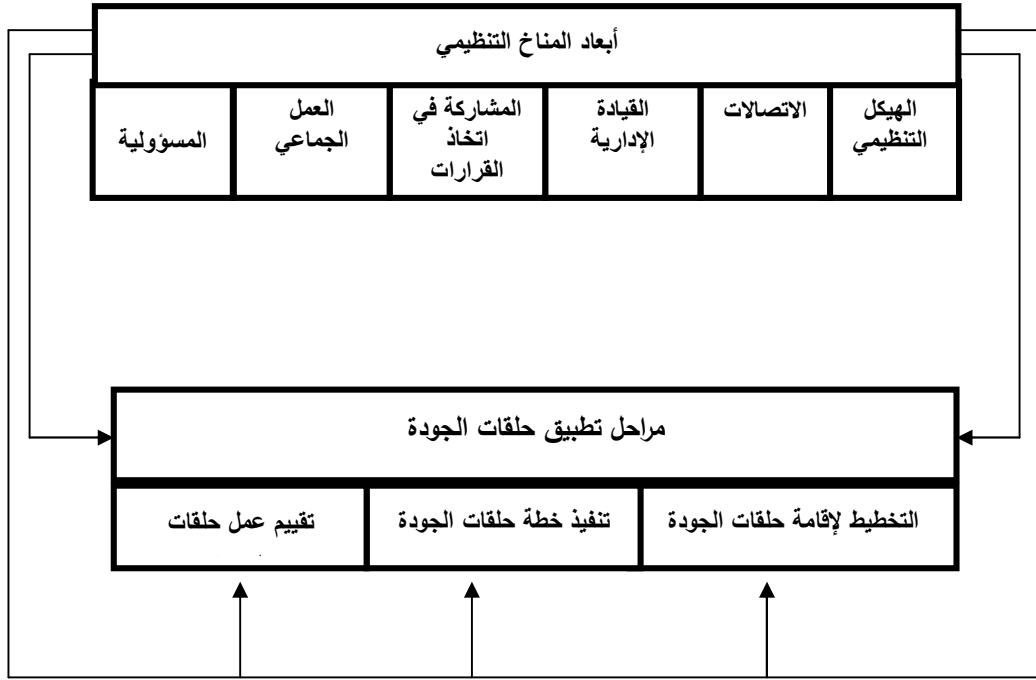 أبعاد المناخ التنظيمي
الهيكل
التنظيمي
الاتصالات
القيادة
الإدارية
المشاركة في
اتخاذ
القرارات
العمل
الجماعي
المسؤولية
مراحل تطبيق حلقات الجودة
التخطيط لإقامة حلقات الجودة
تنفيذ خطة حلقات الجودة
تقييم عمل حلقات